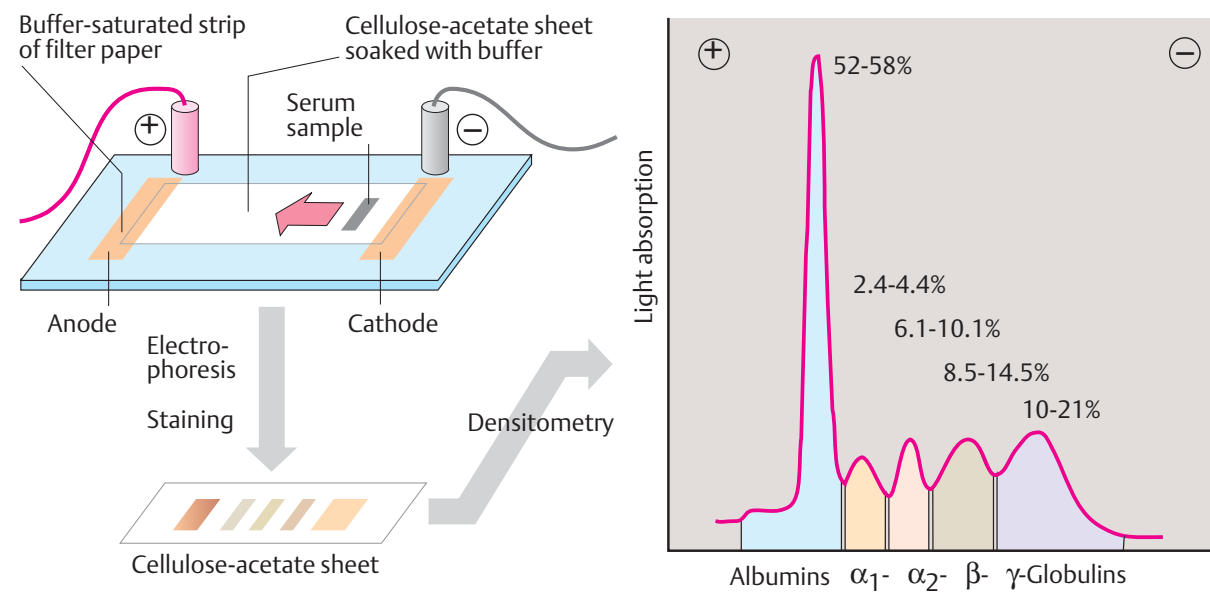 Buffer-saturated strip
of filter paper
Cellulose-acetate sheet
soaked with buffer
Serum
sample
+
−
Anode
Cathode
Electro-
phoresis
Staining
Densitometry
Cellulose-acetate sheet
Light absorption
+
−
52-58%
2.4-4.4%
6.1-10.1%
8.5-14.5%
10-21%
Albumins α1- α2- β- γ-Globulins